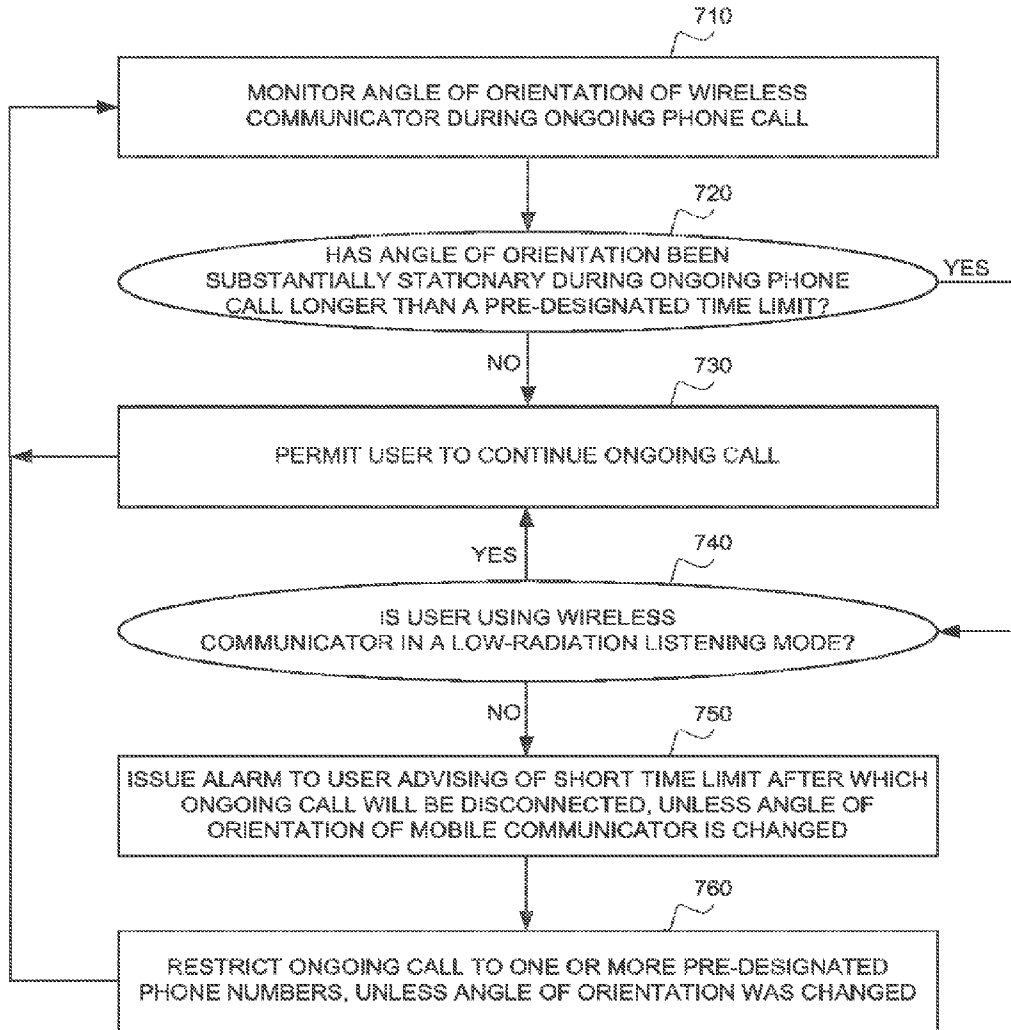 710
MONITOR ANGLE OF ORIENTATION OF WIRELESS
COMMUNICATOR DURING ONGOING PHONE CALL
720
HAS ANGLE OF ORIENTATION BEEN
SUBSTANTIALLY STATIONARY DURING ONGOING PHONE
CALL LONGER THAN A PRE-DESIGNATED TIME LIMIT?
YES
NO
730
PERMIT USER TO CONTINUE ONGOING CALL
YES
740
IS USER USING WIRELESS
COMMUNICATOR IN A LOW-RADIATION LISTENING MODE?
NO
750
ISSUE ALARM TO USER ADVISING OF SHORT TIME LIMIT AFTER WHICH
ONGOING CALL WILL BE DISCONNECTED, UNLESS ANGLE OF
ORIENTATION OF MOBILE COMMUNICATOR IS CHANGED
760
RESTRICT ONGOING CALL TO ONE OR MORE PRE-DESIGNATED
PHONE NUMBERS, UNLESS ANGLE OF ORIENTATION WAS CHANGED